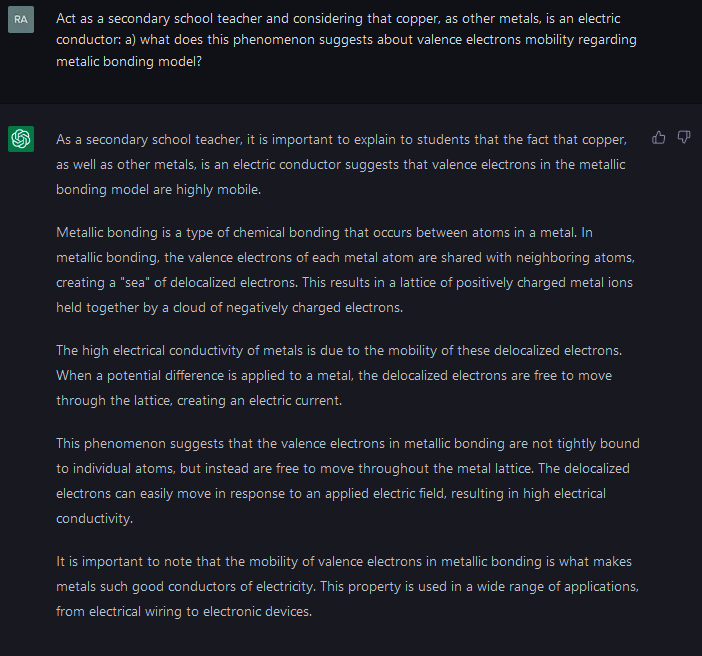 RA
Act as a secondary school teacher and considering that copper, as other metals, is an electric
conductor: a) what does this phenomenon suggests about valence electrons mobility regarding
metalic bonding model?
As a secondary school teacher, it is important to explain to students that the fact that copper,
as well as other metals, is an electric conductor suggests that valence electrons in the metallic
bonding model are highly mobile.
Metallic bonding is a type of chemical bonding that occurs between atoms in a metal. In
metallic bonding, the valence electrons of each metal atom are shared with neighboring atoms,
creating a "sea" of delocalized electrons. This results in a lattice of positively charged metal ions
held together by a cloud of negatively charged electrons.
The high electrical conductivity of metals is due to the mobility of these delocalized electrons.
When a potential difference is applied to a metal, the delocalized electrons are free to move
through the lattice, creating an electric current.
This phenomenon suggests that the valence electrons in metallic bonding are not tightly bound
to individual atoms, but instead are free to move throughout the metal lattice. The delocalized
electrons can easily move in response to an applied electric field, resulting in high electrical
conductivity.
It is important to note that the mobility of valence electrons in metallic bonding is what makes
metals such good conductors of electricity. This property is used in a wide range of applications,
from electrical wiring to electronic devices.